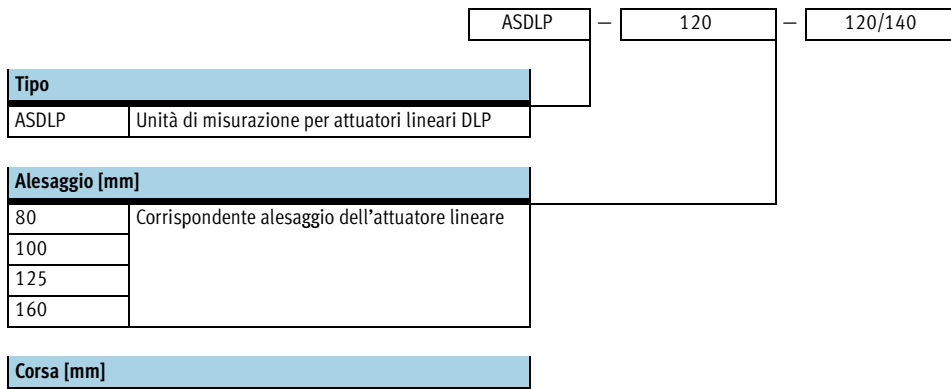 ASDLP — 120 — 120/140
Tipo
ASDLP Unità di misurazione per attuatori lineari DLP
Alesaggio [mm]
80 Corrispondente alesaggio dell'attuatore lineare
100
125
160
Corsa [mm]